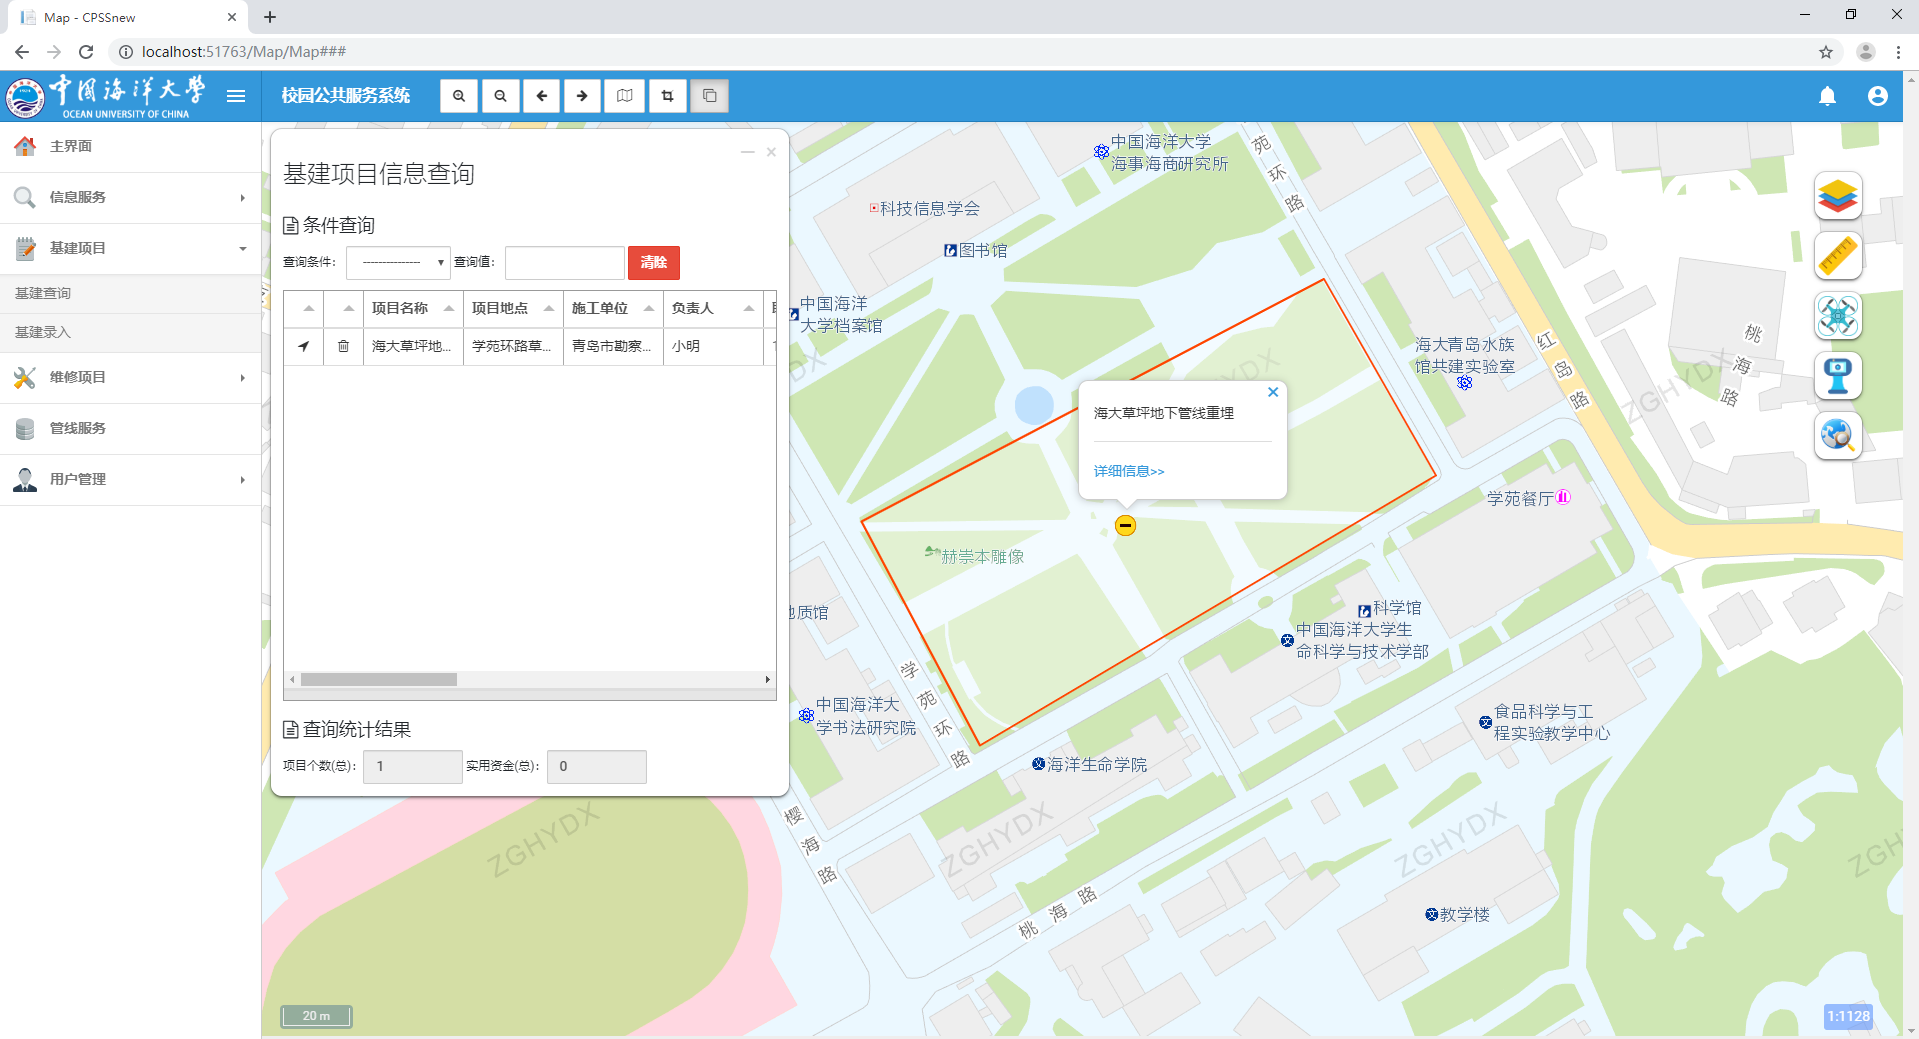 Map - CPSSnew
localhost:51763/Map/Map###
中国海洋大学
OCEAN UNIVERSITY OF CHINA
校园公共服务系统
主界面
信息服务
基建项目
基建查询
基建录入
维修项目
管线服务
用户管理
基建项目信息查询
条件查询
查询条件: --------------- 查询值: 清除
项目名称 项目地点 施工单位 负责人
海大草坪地... 学苑环路草... 青岛市勘察... 小明
查询统计结果
项目个数(总): 1 实用资金(总): 0
中国海洋大学
海事海商研究所
科技信息学会
图书馆
中国海洋
大学档案馆
苑环路
红岛路
桃海路
海大青岛水族
馆共建实验室
海大草坪地下管线重埋
详细信息>>
学苑餐厅
赫崇本雕像
地质馆
科学馆
中国海洋大学生
命科学与技术学部
学苑环路
中国海洋大
学书法研究院
海洋生命学院
食品科学与工
程实验教学中心
樱海路
桃海路
教学楼
ZGHYDX
ZGHYDX
ZGHYDX
ZGHYDX
ZGHY
DX
20 m
1:1128